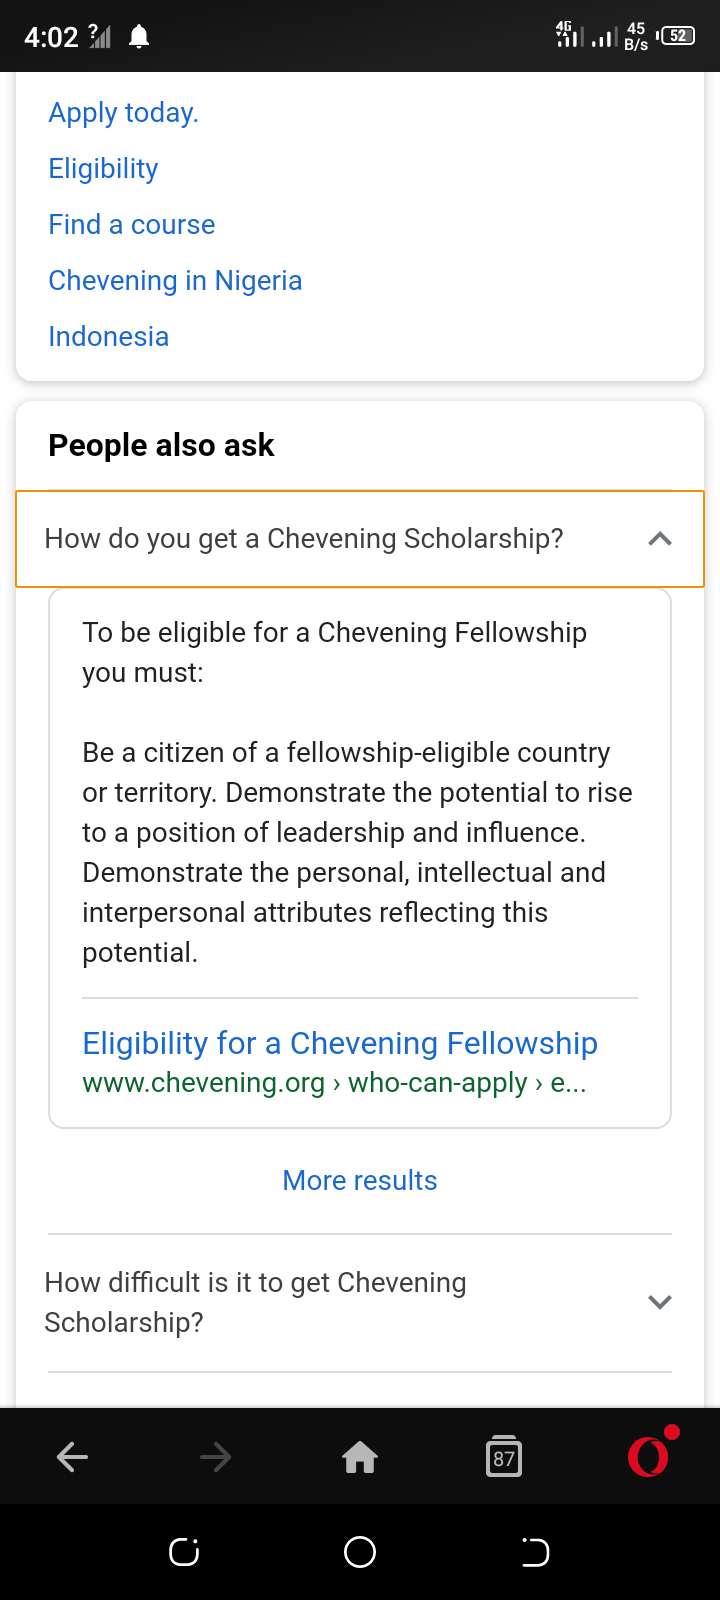 4:02 ? 4G 45 B/s 52
Apply today.
Eligibility
Find a course
Chevening in Nigeria
Indonesia
People also ask
How do you get a Chevening Scholarship?
To be eligible for a Chevening Fellowship
you must:
Be a citizen of a fellowship-eligible country
or territory. Demonstrate the potential to rise
to a position of leadership and influence.
Demonstrate the personal, intellectual and
interpersonal attributes reflecting this
potential.
Eligibility for a Chevening Fellowship
www.chevening.org › who-can-apply › e...
More results
How difficult is it to get Chevening
Scholarship?
87